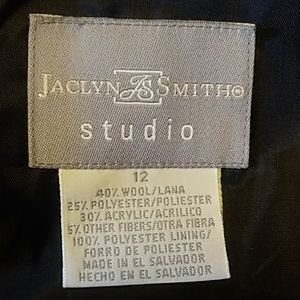 JACLYN JS SMITH®
studio
12
40% WOOL/LANA
25% POLYESTER/POLIESTER
30% ACRYLIC/ACRILICO
5% OTHER FIBERS/OTRA FIBRA
100% POLYESTER LINING/
FORRO DE POLIESTER
MADE IN EL SALVADOR
HECHO EN EL SALVADOR